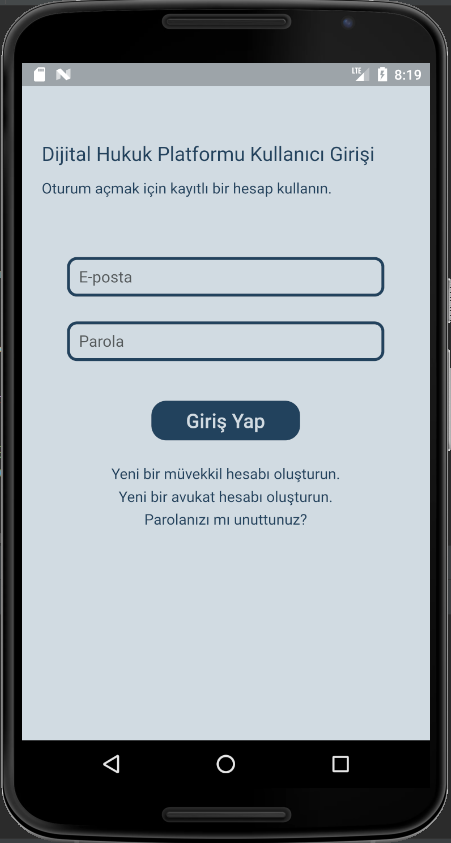 LTE 8:19
Dijital Hukuk Platformu Kullanıcı Girişi
Oturum açmak için kayıtlı bir hesap kullanın.
E-posta
Parola
Giriş Yap
Yeni bir müvekkil hesabı oluşturun.
Yeni bir avukat hesabı oluşturun.
Parolanızı mı unuttunuz?